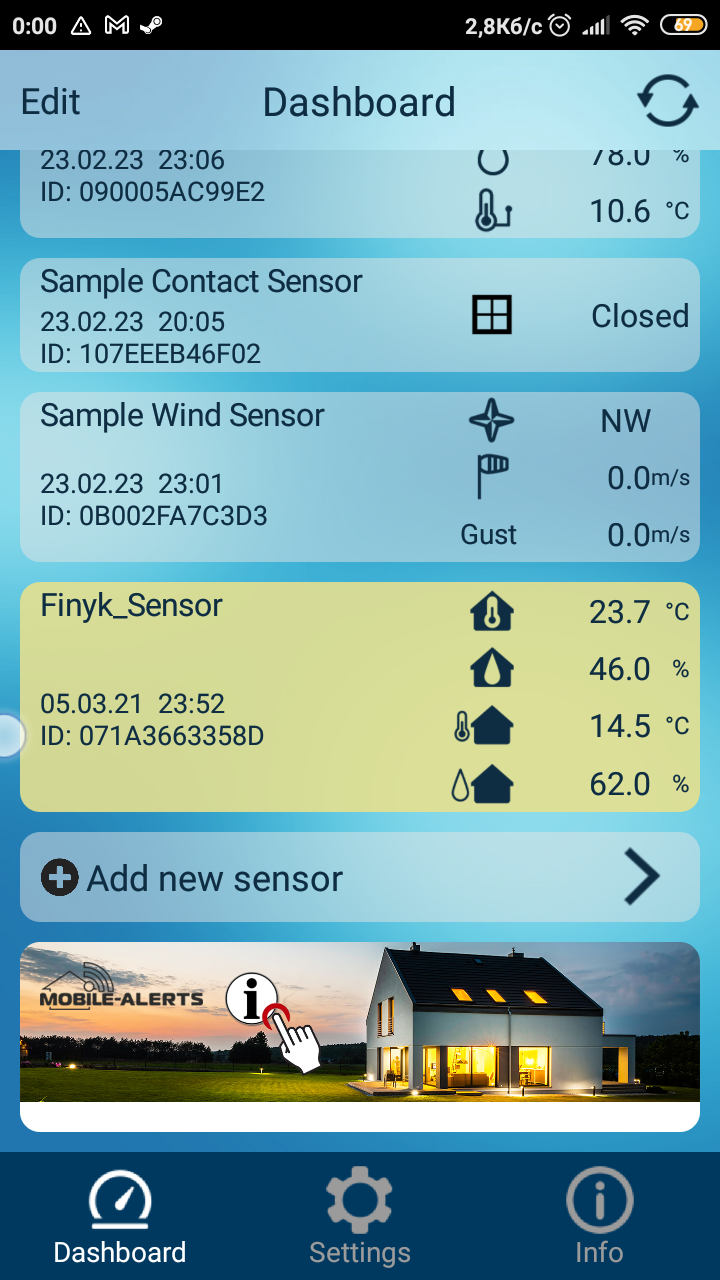 0:00
2,8Кб/с
69
Edit
Dashboard
23.02.23 23:06
78.0 %
ID: 090005AC99E2
10.6 °C
Sample Contact Sensor
23.02.23 20:05
Closed
ID: 107EEEB46F02
Sample Wind Sensor
NW
23.02.23 23:01
0.0m/s
ID: 0B002FA7C3D3
Gust 0.0m/s
Finyk_Sensor
23.7 °C
46.0 %
05.03.21 23:52
14.5 °C
ID: 071A3663358D
62.0 %
Add new sensor
MOBILE-ALERTS
i
Dashboard
Settings
Info